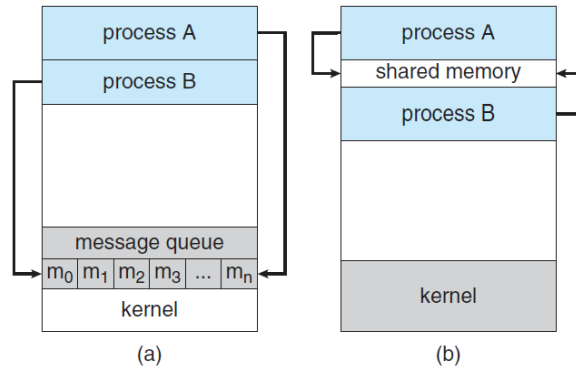 process A
process B
message queue
m0 m1 m2 m3 ... mn
kernel
(a)
process A
shared memory
process B
kernel
(b)